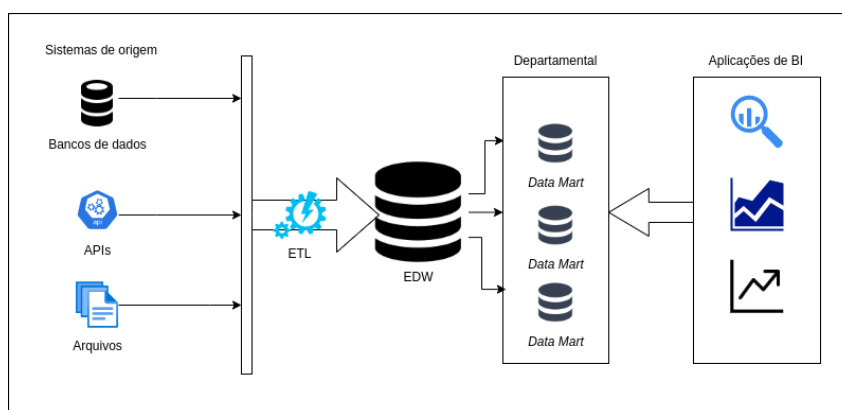 Sistemas de origem
Bancos de dados
api
APIs
Arquivos
ETL
EDW
Departamental
Data Mart
Data Mart
Data Mart
Aplicações de BI